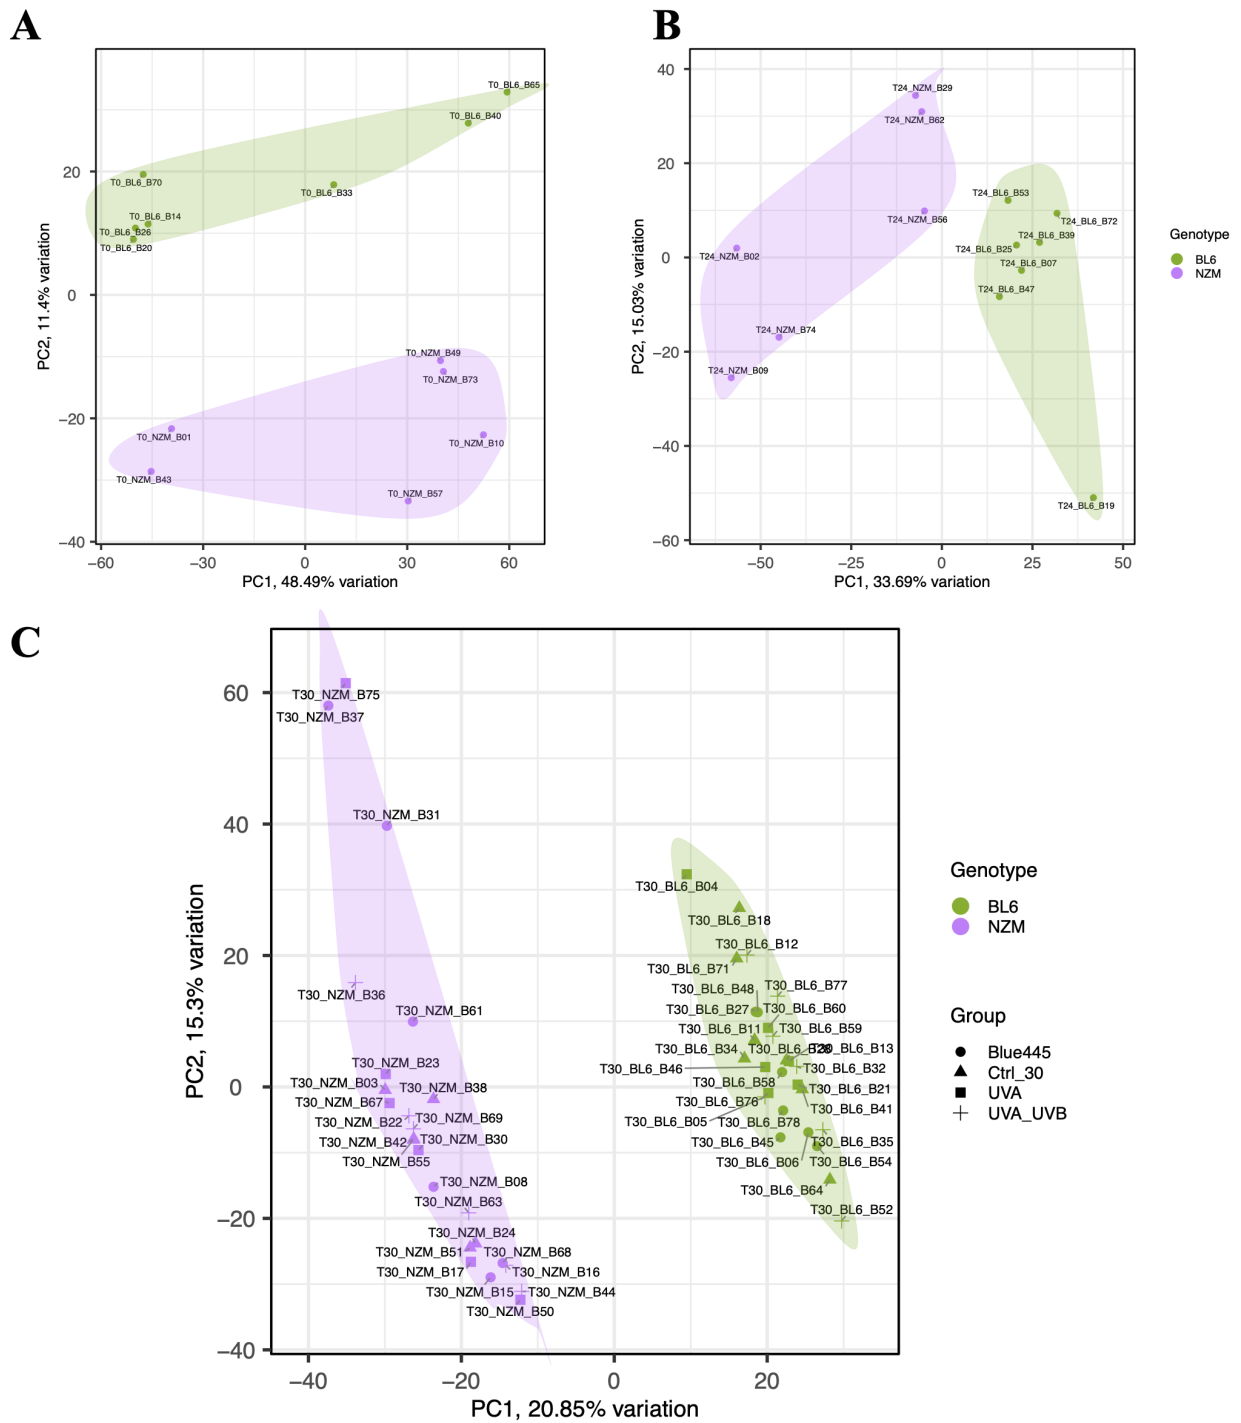 A
T0_BL6_B65
T0_BL6_B40
T0_BL6_B70
T0_BL6_B33
T0_BL6_B14
T0_BL6_B26
T0_BL6_B20
T0_NZM_B49
T0_NZM_B73
T0_NZM_B01
T0_NZM_B10
T0_NZM_B43
T0_NZM_B57
20
0
−20
−40
−60
−30
0
30
60
PC1, 48.49% variation
PC2, 11.4% variation
B
T24_NZM_B29
T24_NZM_B62
T24_BL6_B53
T24_NZM_B56
T24_BL6_B72
T24_BL6_B39
T24_BL6_B25
T24_NZM_B02
T24_BL6_B07
T24_BL6_B47
T24_NZM_B74
T24_NZM_B09
T24_BL6_B19
40
20
0
−20
−40
−60
−50
−25
0
25
50
PC1, 33.69% variation
PC2, 15.03% variation
Genotype
BL6
NZM
C
T30_NZM_B75
T30_NZM_B37
T30_NZM_B31
T30_BL6_B04
T30_BL6_B18
T30_BL6_B12
T30_BL6_B71
T30_BL6_B77
T30_BL6_B48
T30_NZM_B36
T30_NZM_B61
T30_BL6_B27
T30_BL6_B60
T30_BL6_B11
T30_BL6_B59
T30_BL6_B34
T30_BL6_B13
T30_NZM_B23
T30_BL6_B46
T30_BL6_B32
T30_NZM_B03
T30_NZM_B38
T30_BL6_B58
T30_BL6_B21
T30_NZM_B67
T30_BL6_B76
T30_BL6_B41
T30_NZM_B22
T30_NZM_B69
T30_BL6_B05
T30_BL6_B78
T30_NZM_B42
T30_NZM_B30
T30_BL6_B45
T30_BL6_B35
T30_NZM_B55
T30_BL6_B06
T30_BL6_B54
T30_NZM_B08
T30_BL6_B64
T30_NZM_B63
T30_BL6_B52
T30_NZM_B24
T30_NZM_B51
T30_NZM_B68
T30_NZM_B17
T30_NZM_B16
T30_NZM_B15
T30_NZM_B44
T30_NZM_B50
60
40
20
0
−20
−40
−40
−20
0
20
PC1, 20.85% variation
PC2, 15.3% variation
Genotype
BL6
NZM
Group
Blue445
Ctrl_30
UVA
UVA_UVB